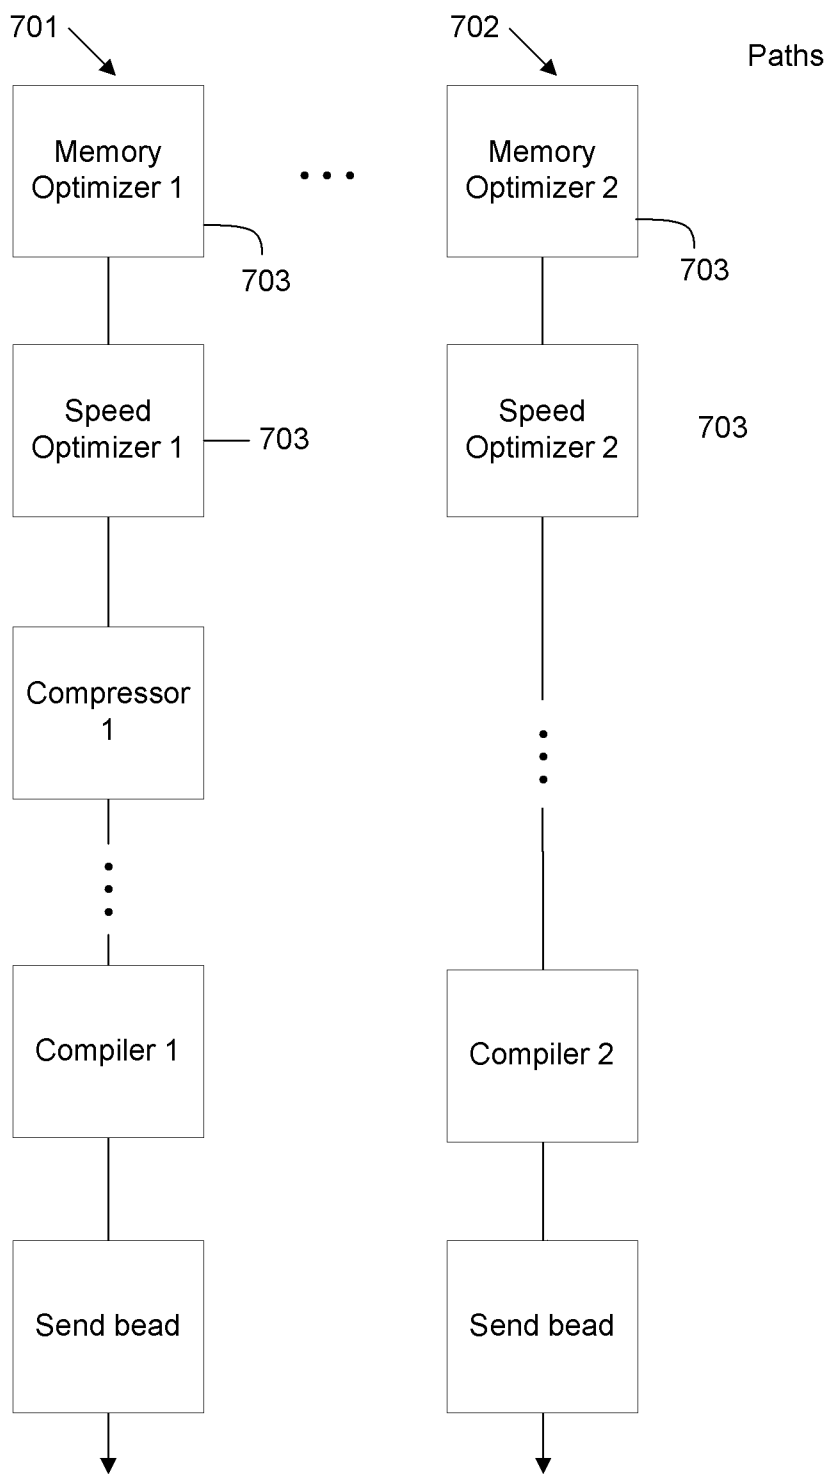 701
702
Paths
Memory
Optimizer 1
Memory
Optimizer 2
703
703
Speed
Optimizer 1
703
Speed
Optimizer 2
703
Compressor
1
Compiler 1
Compiler 2
Send bead
Send bead